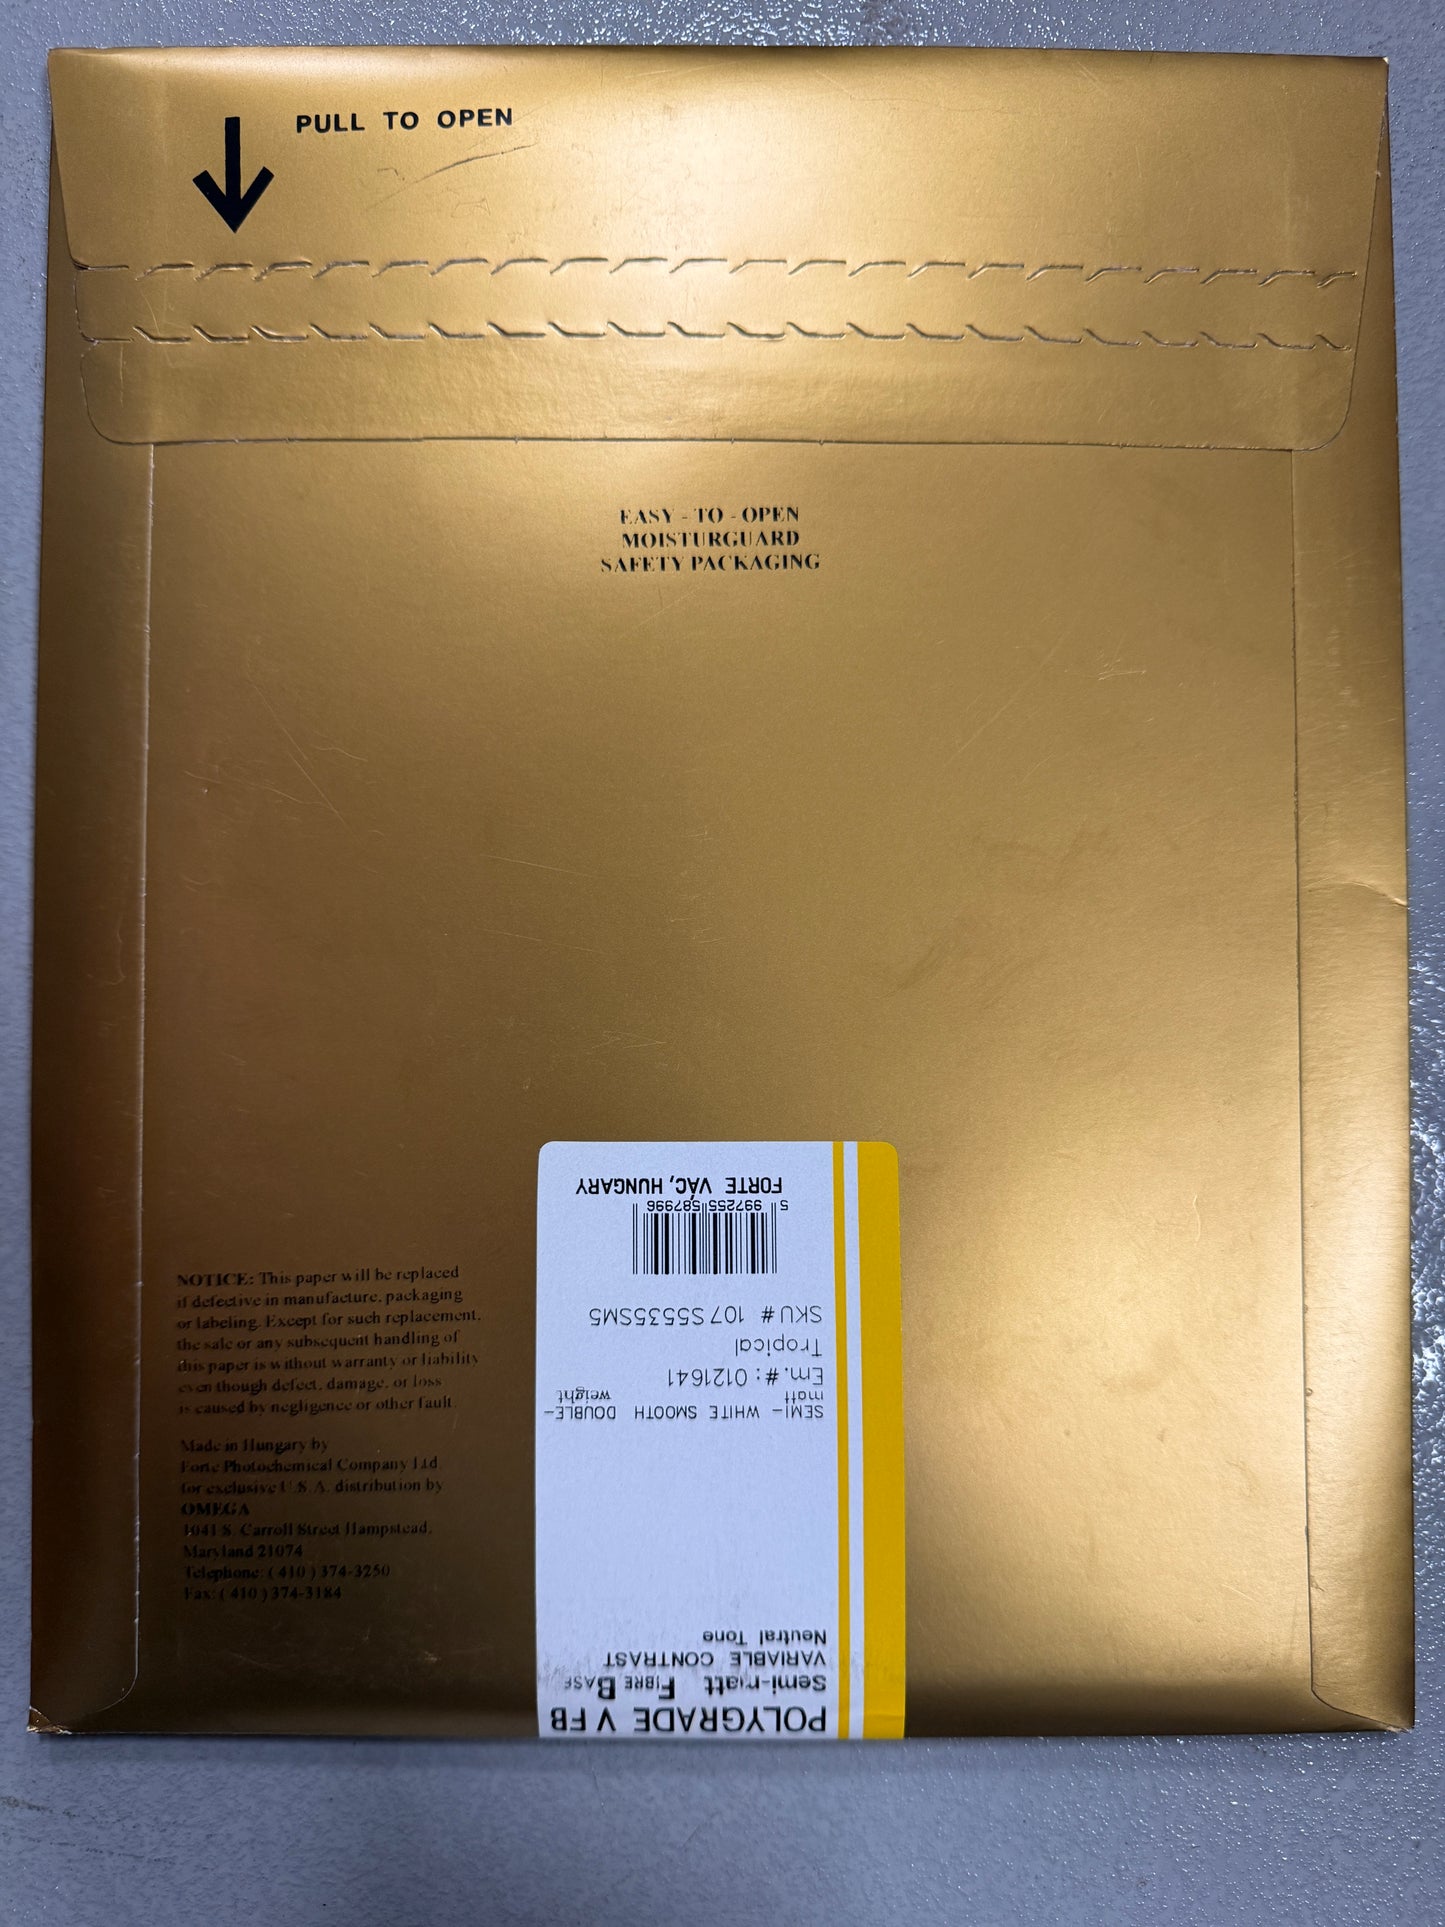 PULL TO OPEN
EASY - TO - OPEN
MOISTURGUARD
SAFETY PACKAGING
NOTICE: This paper will be replaced
if defective in manufacture, packaging
or labeling. Except for such replacement,
the sale or any subsequent handling of
this paper is without warranty or liability
even though defect, damage, or loss
is caused by negligence or other fault.
Made in Hungary by
Forte Photochemical Company Ltd.
for exclusive U.S.A. distribution by
OMEGA
1041 S. Carroll Street Hampstead,
Maryland 21074
Telephone: ( 410 ) 374-3250
Fax: ( 410 ) 374-3184
POLYGRADE V FB
Semi-matt FIBRE BASE
VARIABLE CONTRAST
Neutral Tone
SEMI- WHITE SMOOTH DOUBLE-
matt weight
Em.#: 0121641
Tropical
SKU # 107S5535SM5
5 997255 587996
FORTE VÁC, HUNGARY